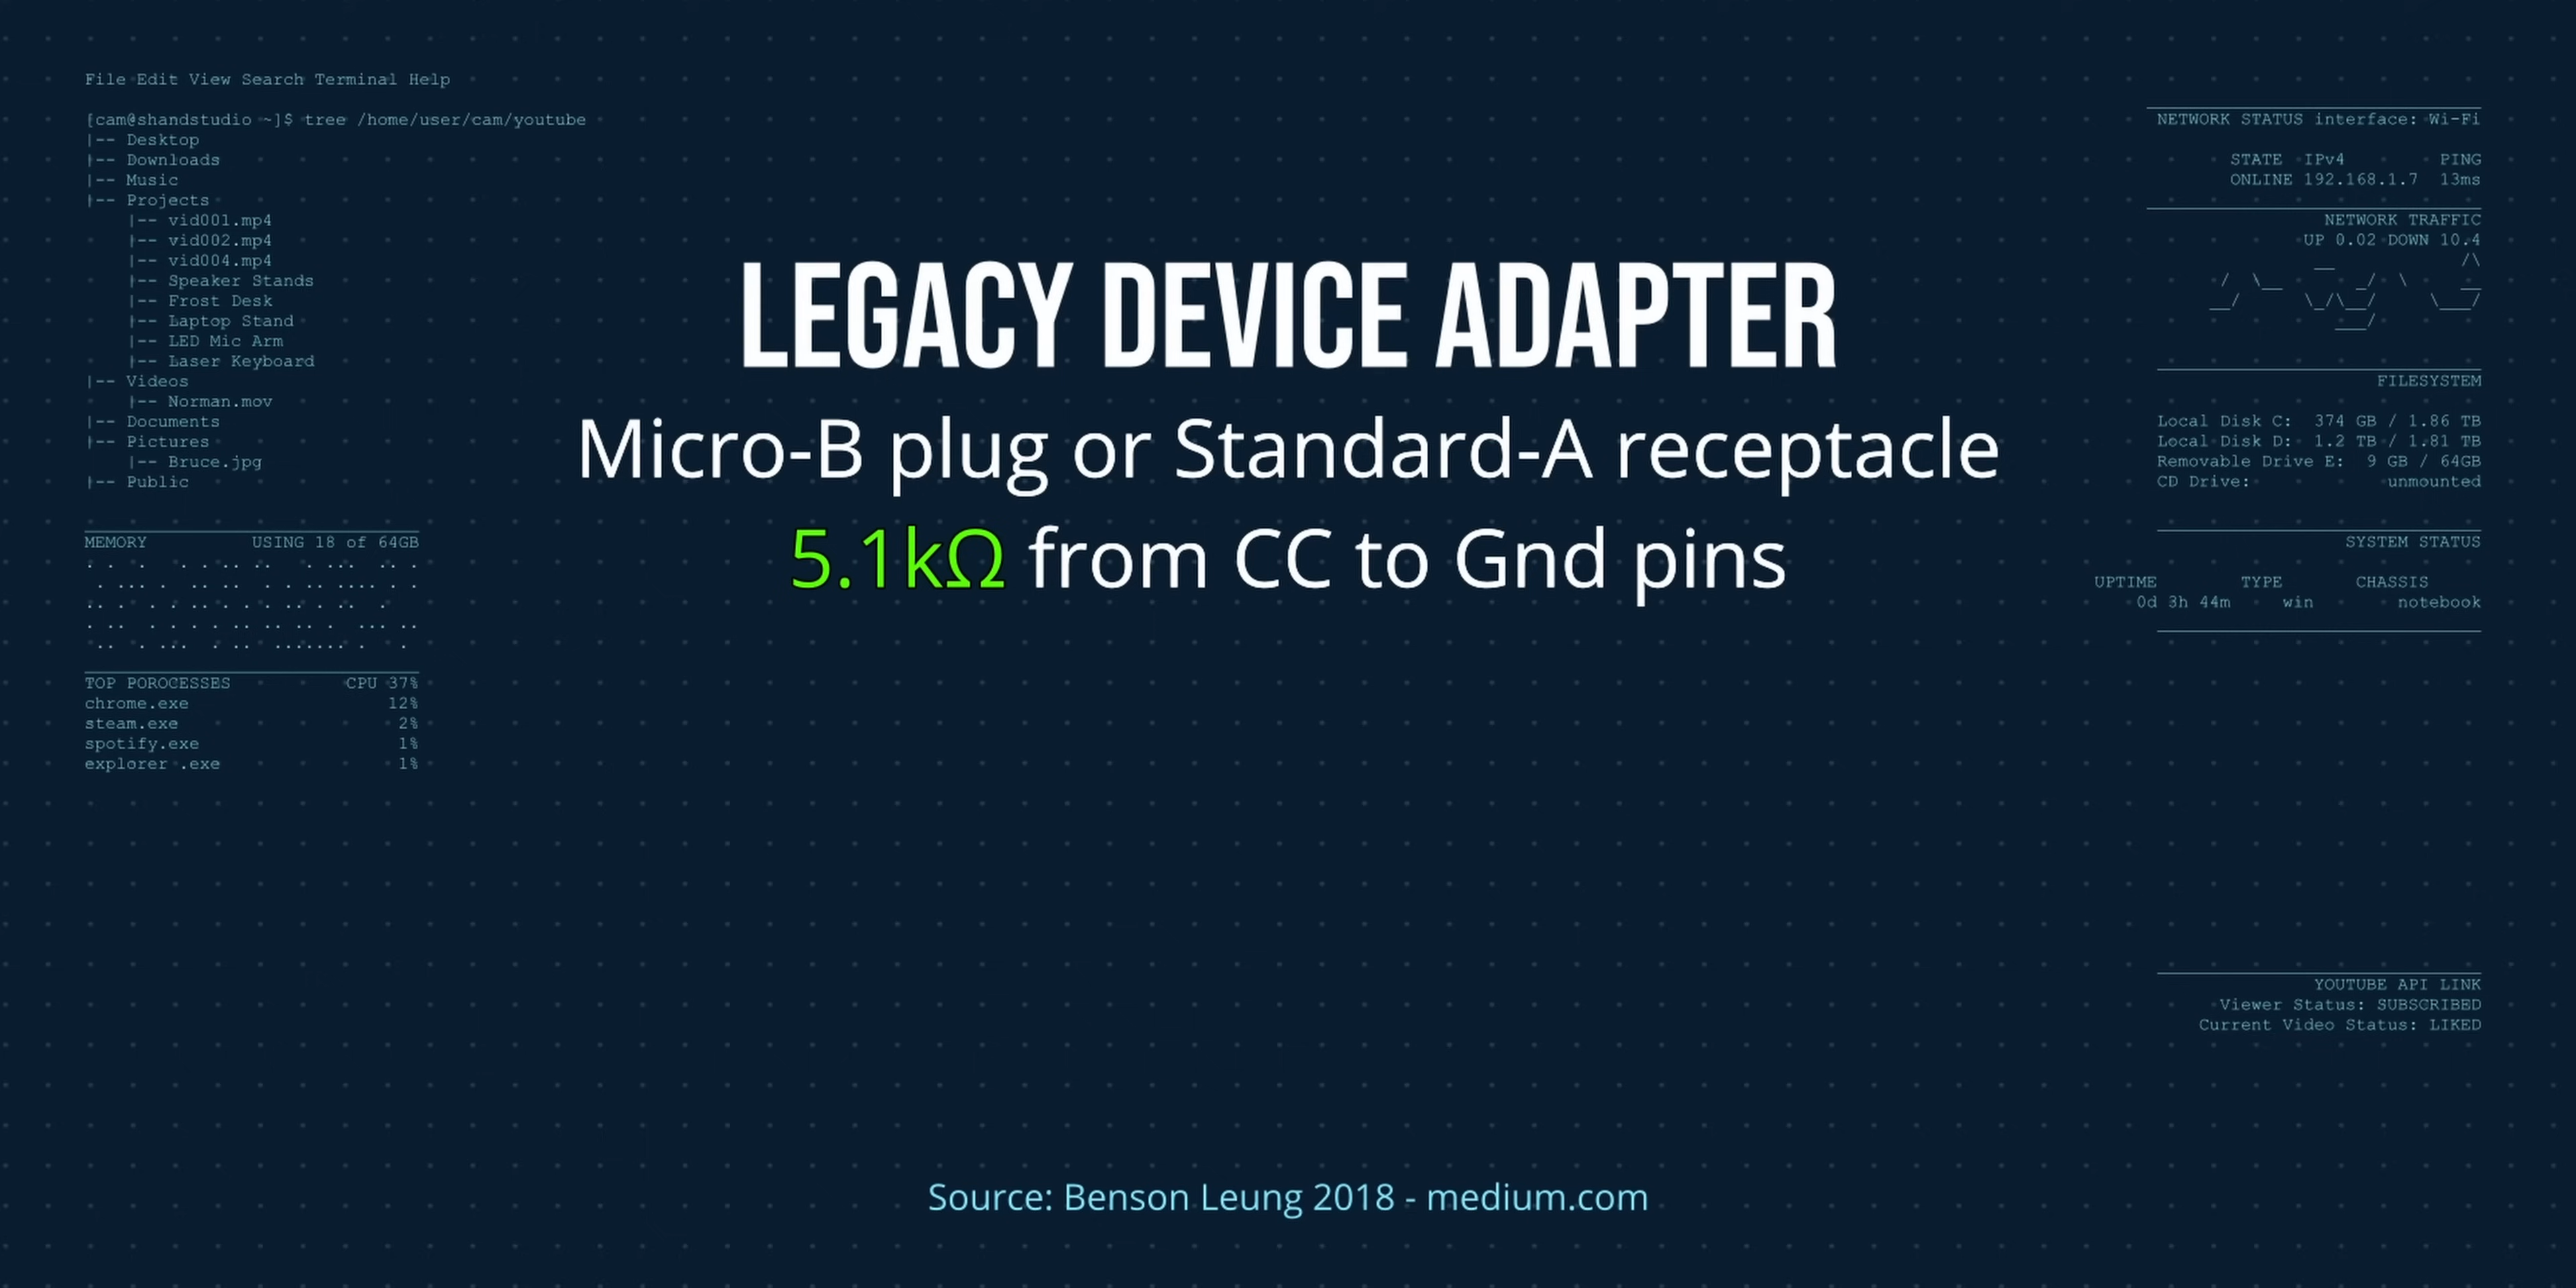 File Edit View Search Terminal Help
[cam@shandstudio ~]$ tree /home/user/cam/youtube
|-- Desktop
|-- Downloads
|-- Music
|-- Projects
|-- vid001.mp4
|-- vid002.mp4
|-- vid004.mp4
|-- Speaker Stands
|-- Frost Desk
|-- Laptop Stand
|-- LED Mic Arm
|-- Laser Keyboard
|-- Videos
|-- Norman.mov
|-- Documents
|-- Pictures
|-- Bruce.jpg
|-- Public
MEMORY USING 18 of 64GB
TOP POROCESSES CPU 37%
chrome.exe 12%
steam.exe 2%
spotify.exe 1%
explorer .exe 1%
LEGACY DEVICE ADAPTER
Micro-B plug or Standard-A receptacle
5.1kΩ from CC to Gnd pins
Source: Benson Leung 2018 - medium.com
NETWORK STATUS interface: Wi-Fi
STATE IPv4 PING
ONLINE 192.168.1.7 13ms
NETWORK TRAFFIC
UP 0.02 DOWN 10.4
FILESYSTEM
Local Disk C: 374 GB / 1.86 TB
Local Disk D: 1.2 TB / 1.81 TB
Removable Drive E: 9 GB / 64GB
CD Drive: unmounted
SYSTEM STATUS
UPTIME TYPE CHASSIS
0d 3h 44m win notebook
YOUTUBE API LINK
Viewer Status: SUBSCRIBED
Current Video Status: LIKED